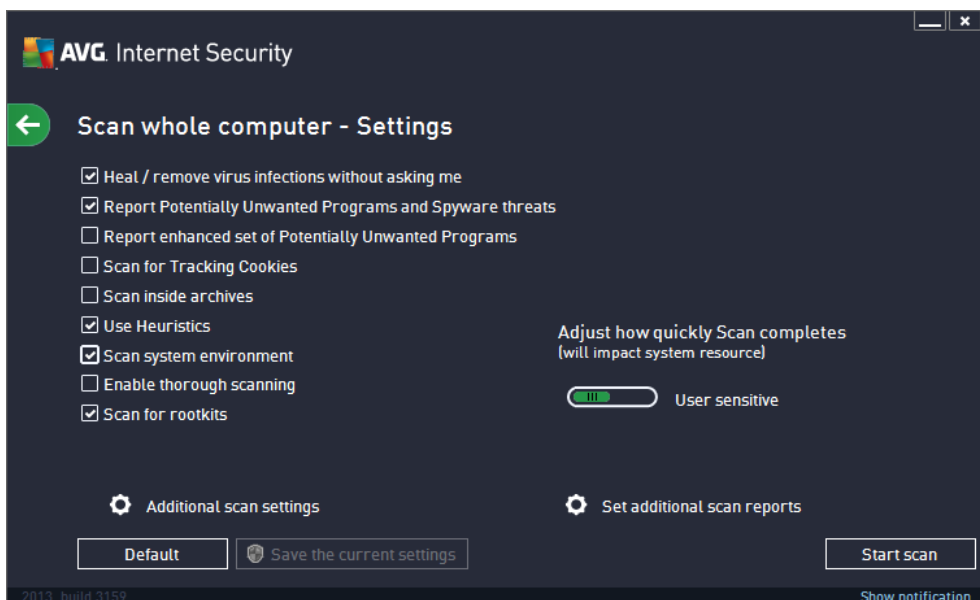 AVG. Internet Security
Scan whole computer - Settings
Heal / remove virus infections without asking me
Report Potentially Unwanted Programs and Spyware threats
Report enhanced set of Potentially Unwanted Programs
Scan for Tracking Cookies
Scan inside archives
Use Heuristics
Scan system environment
Enable thorough scanning
Scan for rootkits
Adjust how quickly Scan completes
(will impact system resource)
User sensitive
Additional scan settings
Set additional scan reports
Default
Save the current settings
Start scan
2013 build 3159
Show notification